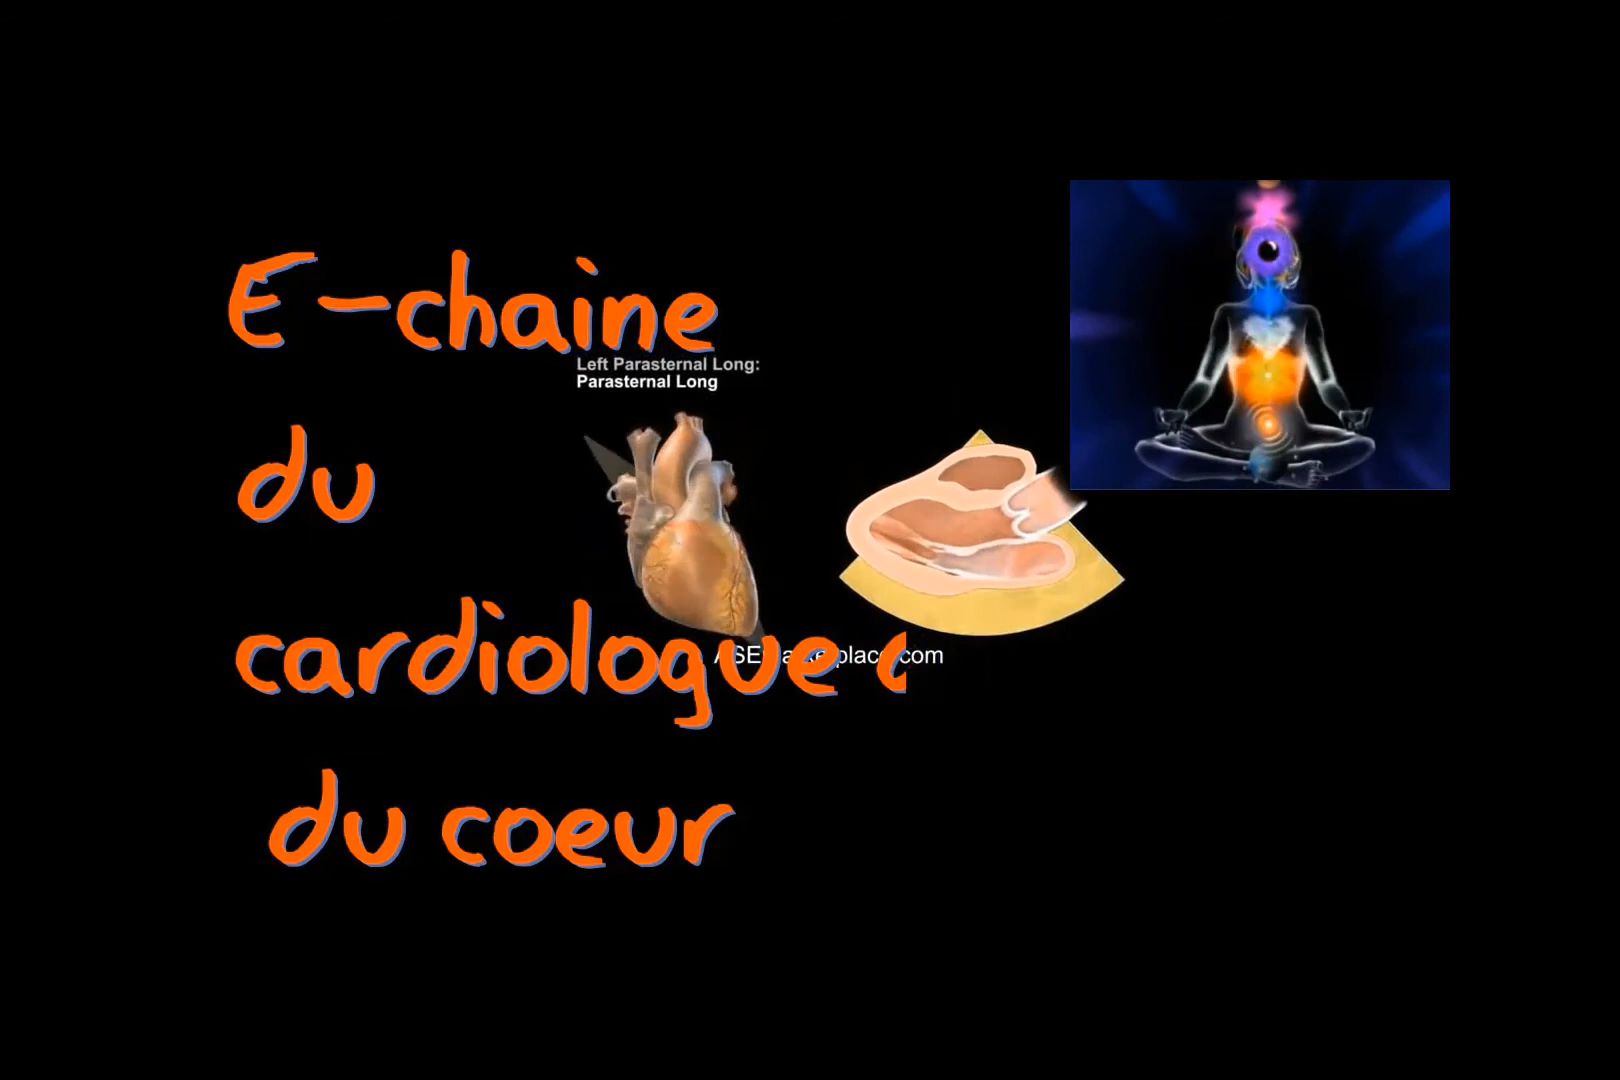 E-chaine
Left Parasternal Long:
Parasternal Long
du
cardiologue
du coeur